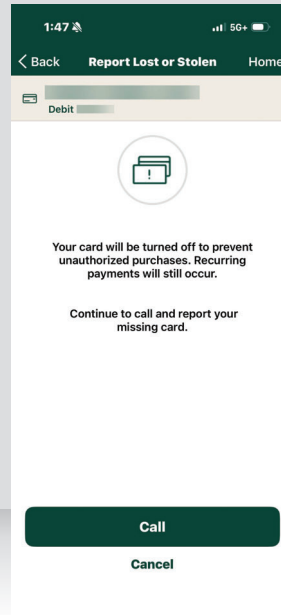 1:47
5G+
Back Report Lost or Stolen Home
Debit
Your card will be turned off to prevent
unauthorized purchases. Recurring
payments will still occur.
Continue to call and report your
missing card.
Call
Cancel